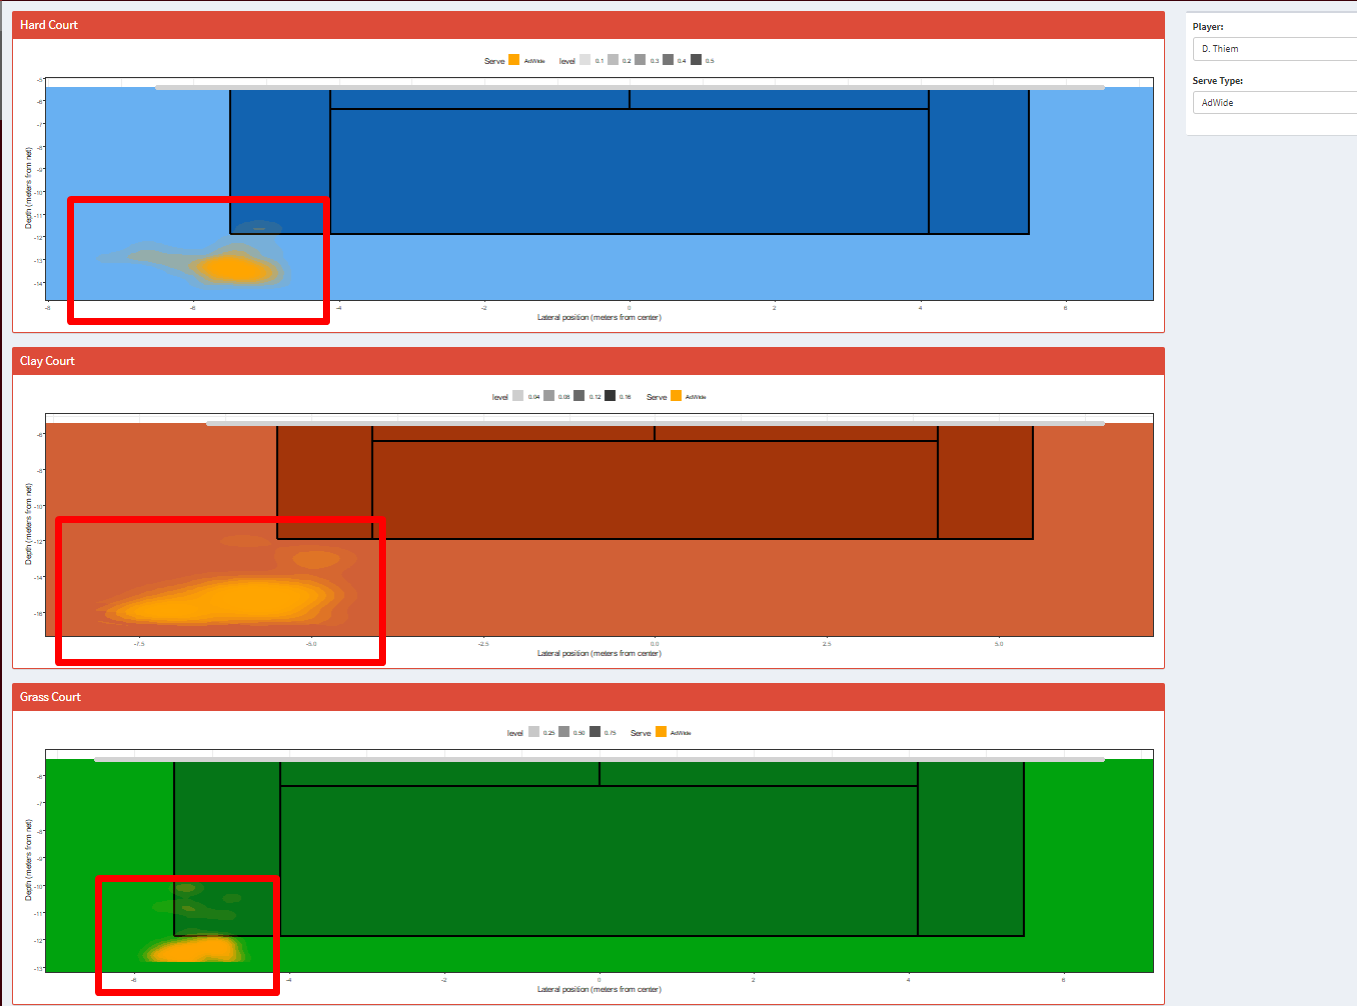 Hard Court
Serve AdWide level 0.1 0.2 0.3 0.4 0.5
Depth (meters from net)
-5
-6
-7
-8
-9
-10
-11
-12
-13
-14
-8 -6 -4 -2 0 2 4 6
Lateral position (meters from center)
Clay Court
level 0.04 0.08 0.12 0.16 Serve AdWide
Depth (meters from net)
-6
-8
-10
-12
-14
-16
-7.5 -5.0 -2.5 0.0 2.5 5.0
Lateral position (meters from center)
Grass Court
level 0.25 0.50 0.75 Serve AdWide
Depth (meters from net)
-6
-7
-8
-9
-10
-11
-12
-13
-6 -4 -2 0 2 4 6
Lateral position (meters from center)
Player:
D. Thiem
Serve Type:
AdWide